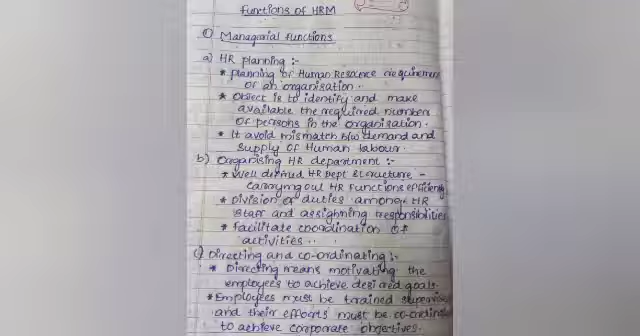 functions of HRM
① Managerial functions
a) HR planning :-
* planning of Human Resource requirement
of an organisation.
* Object is to identify and make
available the required number
of persons in the organisation.
* It avoid mismatch b/w demand and
supply of Human labour.
b) Organising HR department :-
* Well defined HR Dept & structure -
carrying out HR functions efficiently
* Division of duties among HR
staff and assighning responsibilities
* facilitate coordination of
activities..
c) Directing and co-ordinating :-
* Directing means motivating the
employees to achieve desired goals.
* Employees must be trained supervised
and their efforts must be co-ordinated
to achieve corporate objectives.